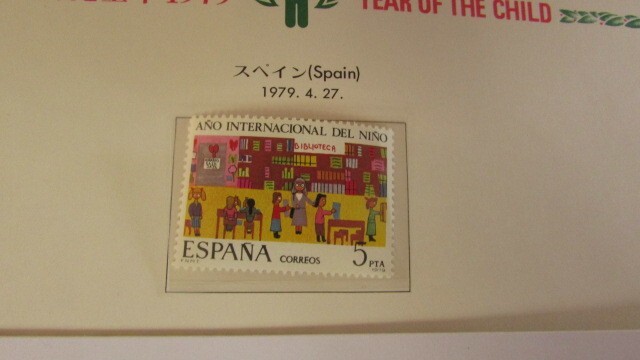 1979
YEAR OF THE CHILD
スペイン(Spain)
1979. 4. 27.
AÑO INTERNACIONAL DEL NIÑO
BIBLIOTECA
ESPAÑA CORREOS 5 PTA
F.N.M.T. 1979